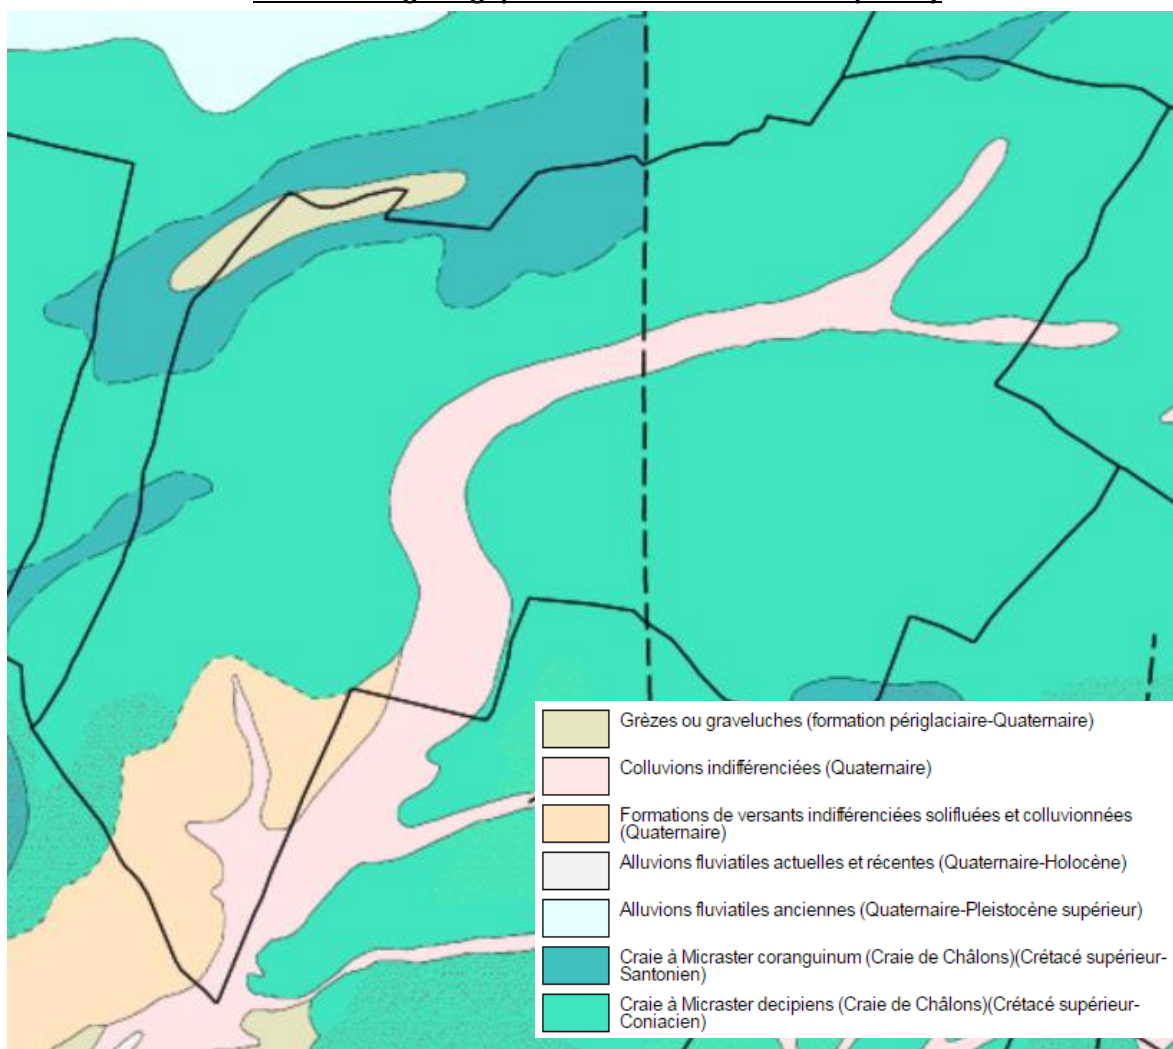 Grèzes ou graveluches (formation périglaciaire-Quaternaire)
Colluvions indifférenciées (Quaternaire)
Formations de versants indifférenciées solifluées et colluvionnées
(Quaternaire)
Alluvions fluviatiles actuelles et récentes (Quaternaire-Holocène)
Alluvions fluviatiles anciennes (Quaternaire-Pleistocène supérieur)
Craie à Micraster coranguinum (Craie de Châlons)(Crétacé supérieur-
Santonien)
Craie à Micraster decipiens (Craie de Châlons)(Crétacé supérieur-
Coniacien)